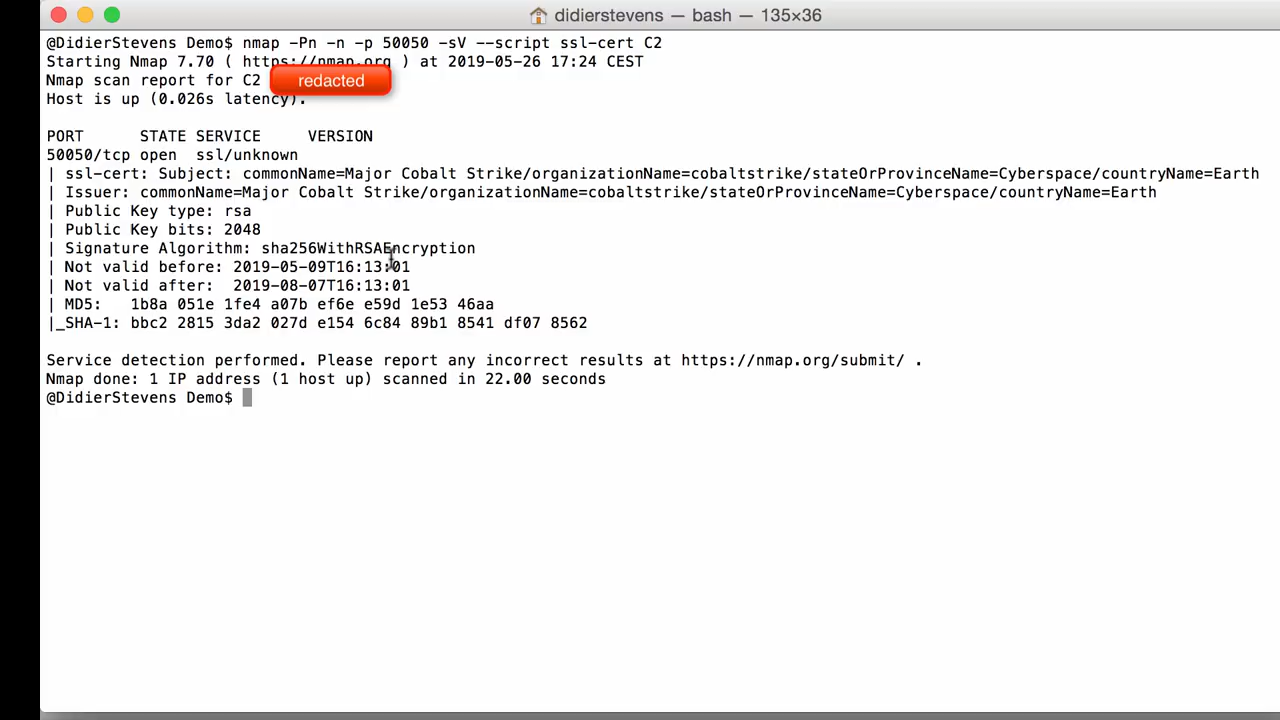 didierstevens — bash — 135×36
@DidierStevens Demo$ nmap -Pn -n -p 50050 -sV --script ssl-cert C2
Starting Nmap 7.70 ( https://nmap.org ) at 2019-05-26 17:24 CEST
Nmap scan report for C2 redacted
Host is up (0.026s latency).
PORT STATE SERVICE VERSION
50050/tcp open ssl/unknown
| ssl-cert: Subject: commonName=Major Cobalt Strike/organizationName=cobaltstrike/stateOrProvinceName=Cyberspace/countryName=Earth
| Issuer: commonName=Major Cobalt Strike/organizationName=cobaltstrike/stateOrProvinceName=Cyberspace/countryName=Earth
| Public Key type: rsa
| Public Key bits: 2048
| Signature Algorithm: sha256WithRSAEncryption
| Not valid before: 2019-05-09T16:13:01
| Not valid after: 2019-08-07T16:13:01
| MD5: 1b8a 051e 1fe4 a07b ef6e e59d 1e53 46aa
|_SHA-1: bbc2 2815 3da2 027d e154 6c84 89b1 8541 df07 8562
Service detection performed. Please report any incorrect results at https://nmap.org/submit/ .
Nmap done: 1 IP address (1 host up) scanned in 22.00 seconds
@DidierStevens Demo$